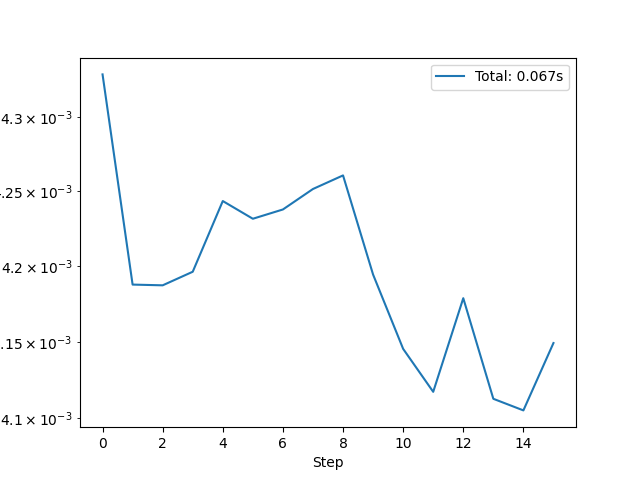 Total: 0.067s
4.3 × 10⁻³
.25 × 10⁻³
4.2 × 10⁻³
.15 × 10⁻³
4.1 × 10⁻³
0 2 4 6 8 10 12 14
Step